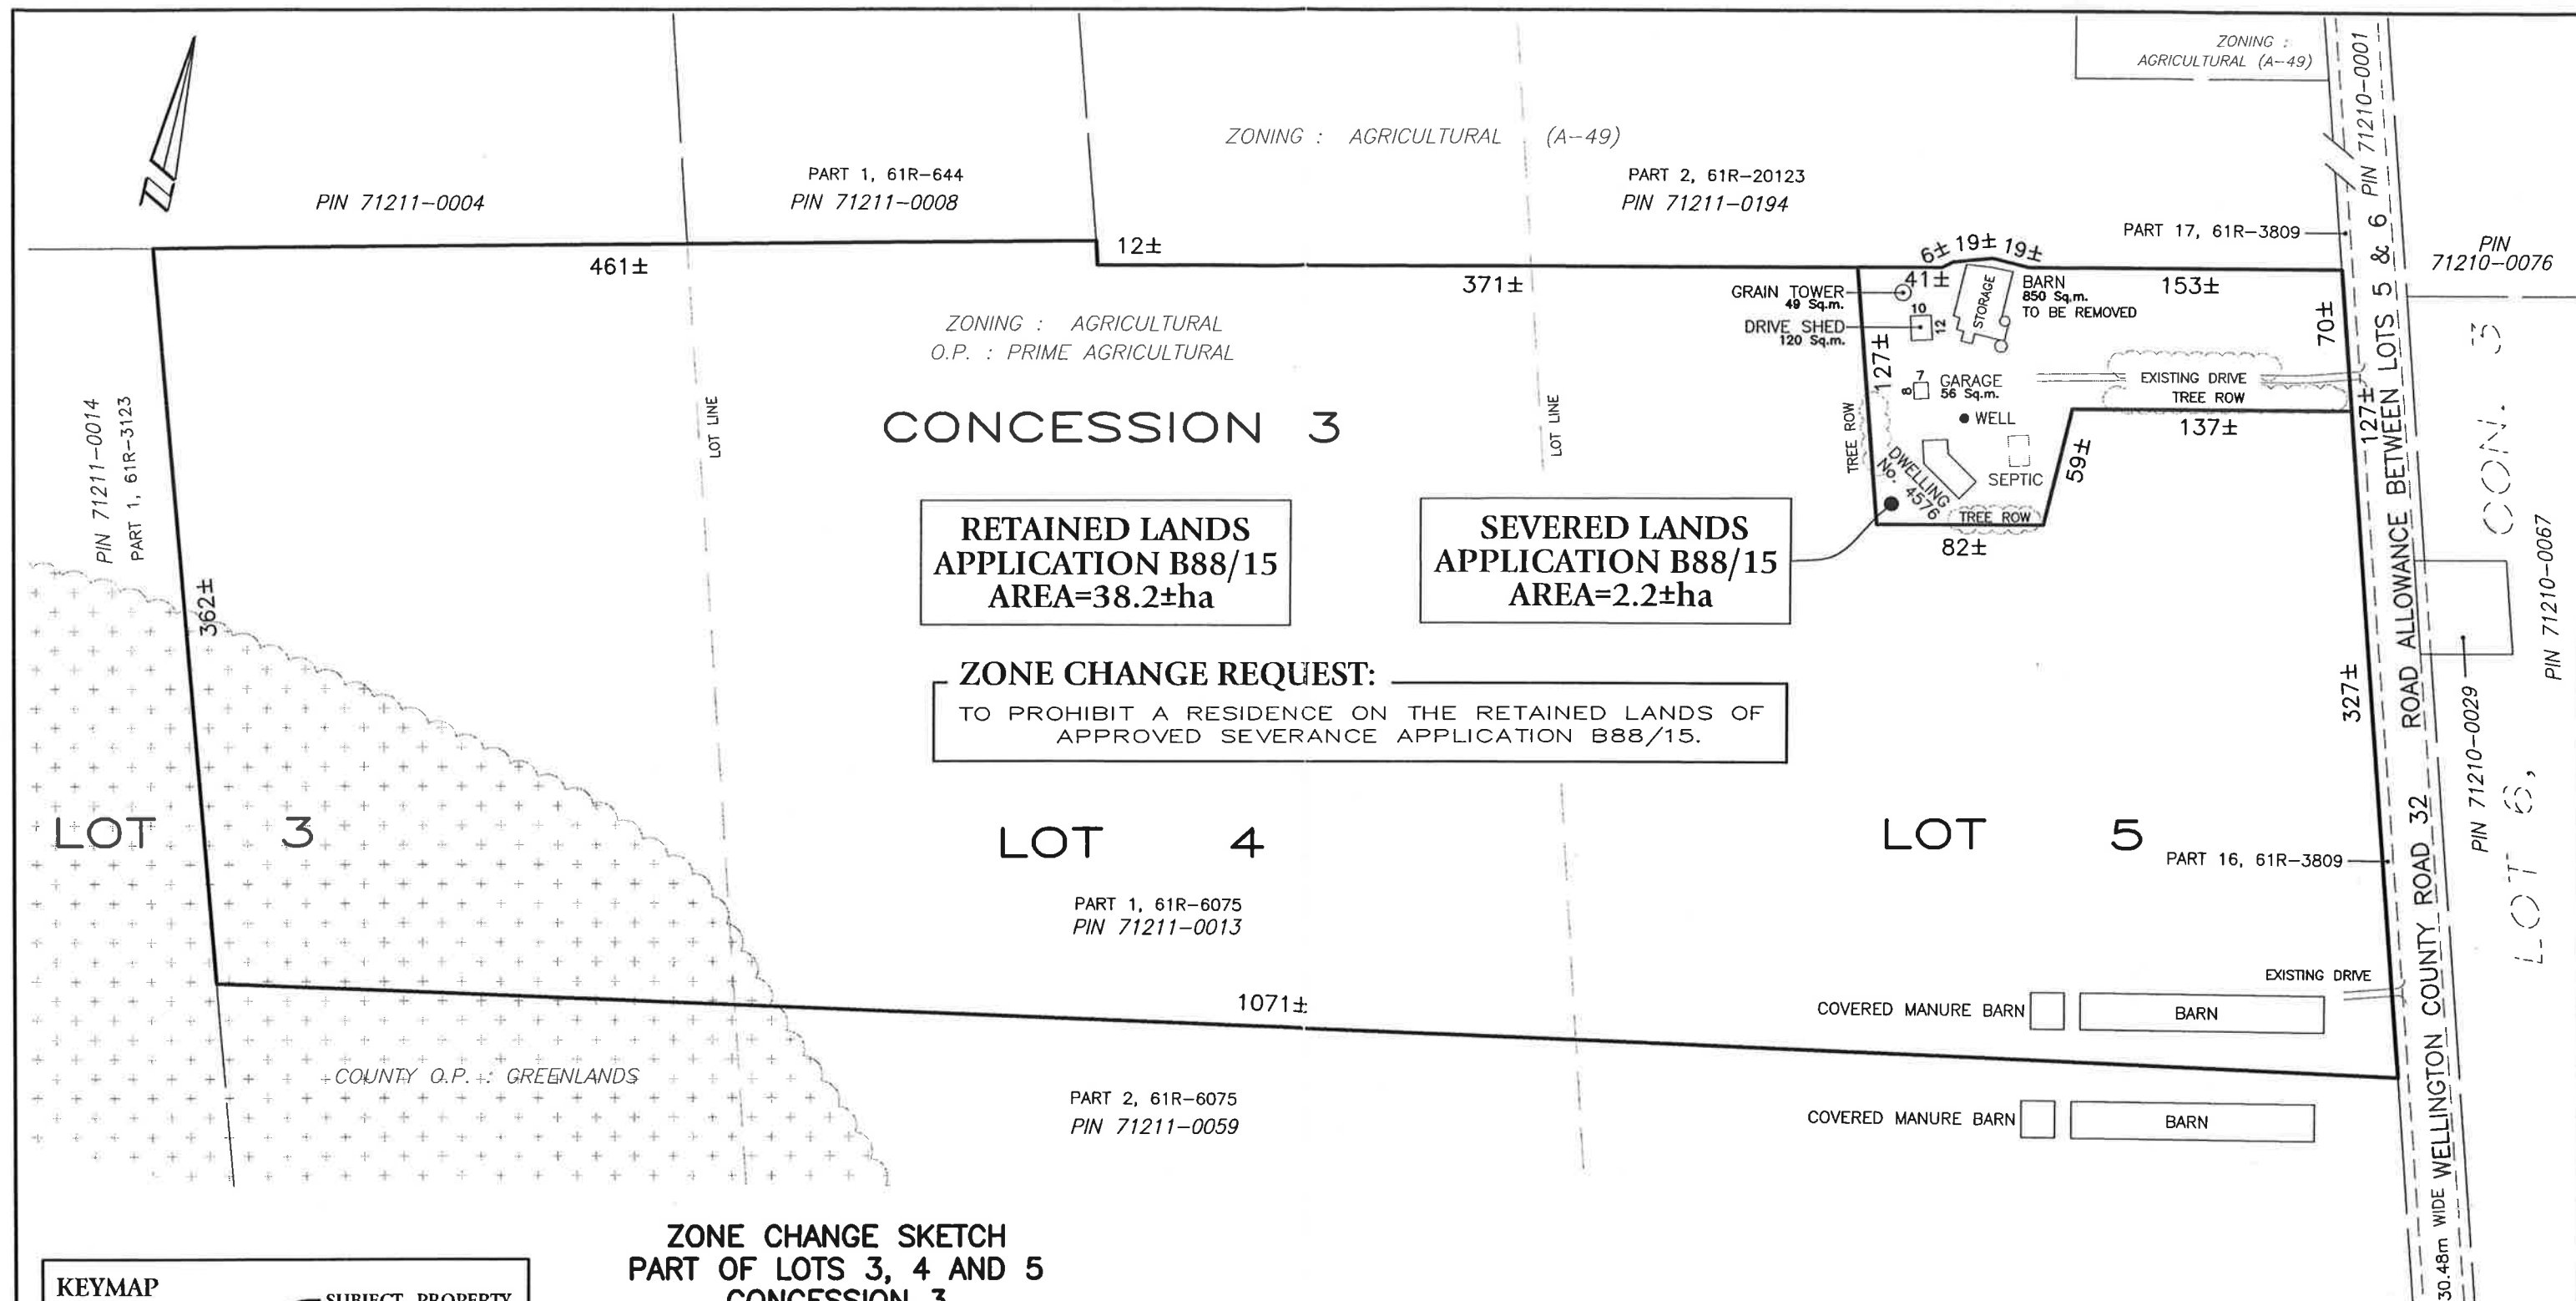 ZONING :
AGRICULTURAL (A-49)
PIN 71210-0001
ZONING : AGRICULTURAL (A-49)
PART 1, 61R-644
PIN 71211-0008
PIN 71211-0004
PART 2, 61R-20123
PIN 71211-0194
PART 17, 61R-3809
PIN
71210-0076
N
461±
12±
371±
6±
19±
19±
41±
153±
70±
GRAIN TOWER
49 Sq.m.
DRIVE SHED
120 Sq.m.
10
12
STORAGE
BARN
850 Sq.m.
TO BE REMOVED
127±
7
8
GARAGE
56 Sq.m.
WELL
EXISTING DRIVE
TREE ROW
137±
127±
59±
TREE ROW
DWELLING
No. 4576
SEPTIC
TREE ROW
82±
ZONING : AGRICULTURAL
O.P. : PRIME AGRICULTURAL
CONCESSION 3
LOT LINE
LOT LINE
PIN 71211-0014
PART 1, 61R-3123
362±
RETAINED LANDS
APPLICATION B88/15
AREA=38.2±ha
SEVERED LANDS
APPLICATION B88/15
AREA=2.2±ha
ZONE CHANGE REQUEST:
TO PROHIBIT A RESIDENCE ON THE RETAINED LANDS OF
APPROVED SEVERANCE APPLICATION B88/15.
327±
CON. 3
LOT 6,
PIN 71210-0067
PIN 71210-0029
30.48m WIDE WELLINGTON COUNTY ROAD 32 ROAD ALLOWANCE BETWEEN LOTS 5 & 6
LOT 3
LOT 4
LOT 5
PART 16, 61R-3809
PART 1, 61R-6075
PIN 71211-0013
EXISTING DRIVE
1071±
COVERED MANURE BARN
BARN
COUNTY O.P. : GREENLANDS
PART 2, 61R-6075
PIN 71211-0059
COVERED MANURE BARN
BARN
ZONE CHANGE SKETCH
PART OF LOTS 3, 4 AND 5
CONCESSION 3
KEYMAP
SUBJECT PROPERTY